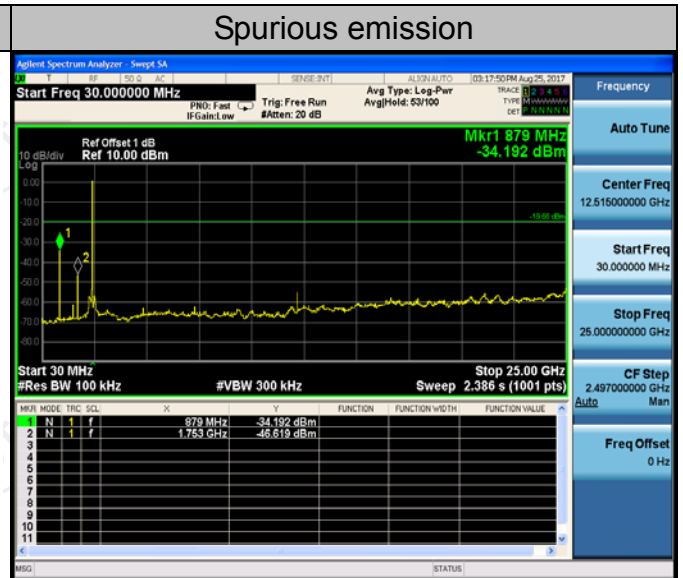 Spurious emission
Agilent Spectrum Analyzer - Swept SA
T RF 50 Ω AC SENSE:INT ALIGN AUTO 03:17:50 PM Aug 25, 2017
Start Freq 30.000000 MHz
PNO: Fast
IFGain:Low
Trig: Free Run
#Atten: 20 dB
Avg Type: Log-Pwr
Avg|Hold: 53/100
TRACE 1 2 3 4 5 6
TYPE
DET P N N N N N
Frequency
Auto Tune
Center Freq
12.515000000 GHz
Start Freq
30.000000 MHz
Stop Freq
25.000000000 GHz
CF Step
2.497000000 GHz
Auto Man
Freq Offset
0 Hz
Mkr1 879 MHz
-34.192 dBm
Ref Offset 1 dB
10 dB/div Ref 10.00 dBm
Log
0.00
-10.0
-20.0
-30.0
-40.0
-50.0
-60.0
-70.0
-80.0
-19.66 dBm
1
2
Start 30 MHz Stop 25.00 GHz
#Res BW 100 kHz #VBW 300 kHz Sweep 2.386 s (1001 pts)
MKR MODE TRC SCL X Y FUNCTION FUNCTION WIDTH FUNCTION VALUE
1 N 1 f 879 MHz -34.192 dBm
2 N 1 f 1.753 GHz -46.619 dBm
3
4
5
6
7
8
9
10
11
MSG STATUS